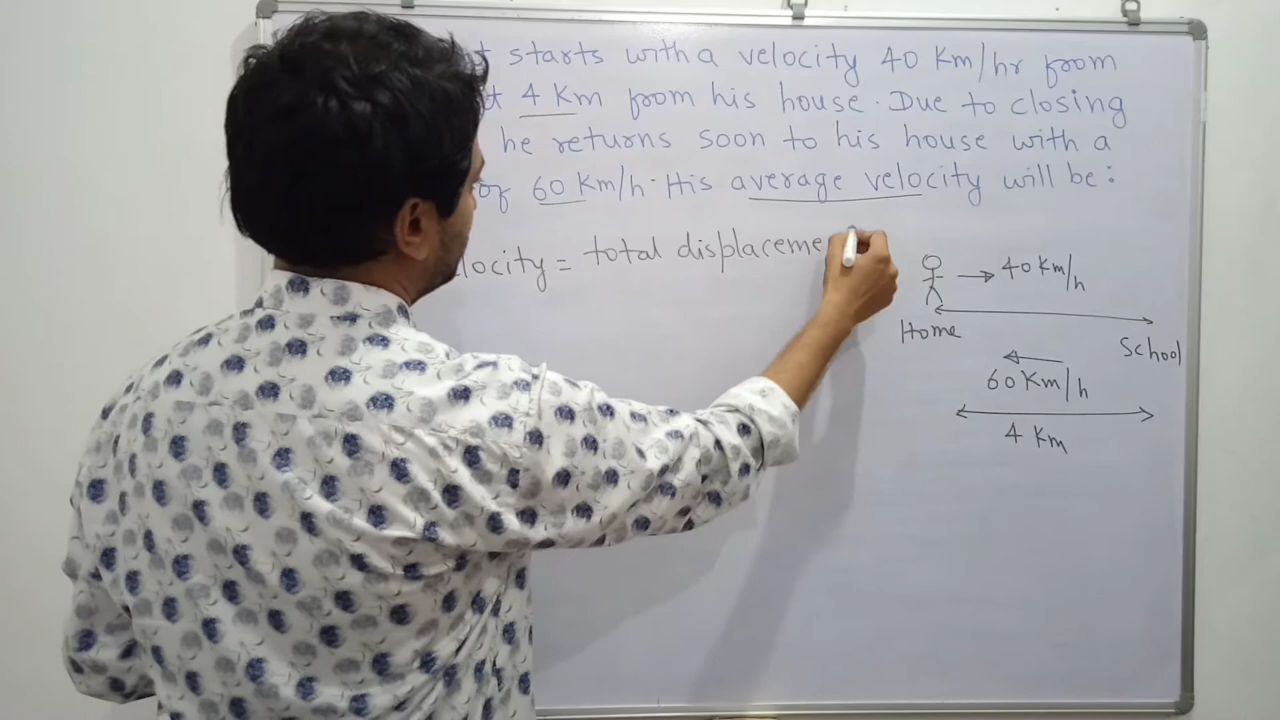 starts with a velocity 40 Km/hr from
4 Km from his house. Due to closing
he returns soon to his house with a
of 60 Km/h. His average velocity will be:
locity = total displaceme
40 Km/h
Home
School
60 Km/h
4 Km